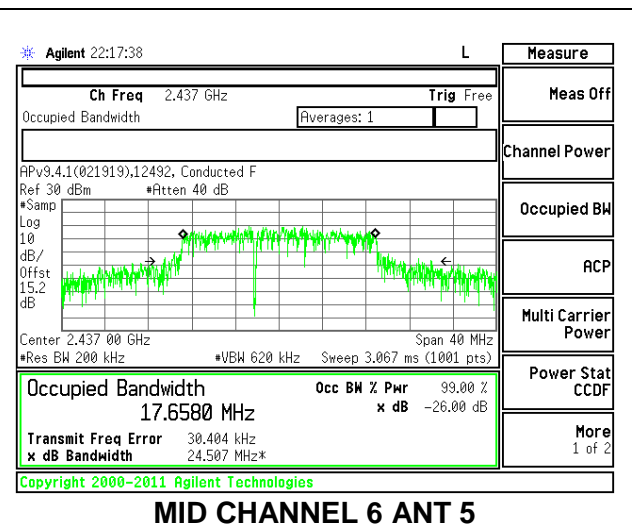 Agilent 22:17:38 L Measure
Ch Freq 2.437 GHz Trig Free
Occupied Bandwidth Averages: 1
Meas Off
Channel Power
APv9.4.1(021919),12492, Conducted F
Ref 30 dBm #Atten 40 dB
#Samp
Log
10
dB/
Offst
15.2
dB
Occupied BW
ACP
Multi Carrier
Power
Center 2.437 00 GHz Span 40 MHz
#Res BW 200 kHz #VBW 620 kHz Sweep 3.067 ms (1001 pts)
Occupied Bandwidth Occ BW % Pwr 99.00 %
17.6580 MHz x dB -26.00 dB
Transmit Freq Error 30.404 kHz
x dB Bandwidth 24.507 MHz*
Power Stat
CCDF
More
1 of 2
Copyright 2000-2011 Agilent Technologies
MID CHANNEL 6 ANT 5